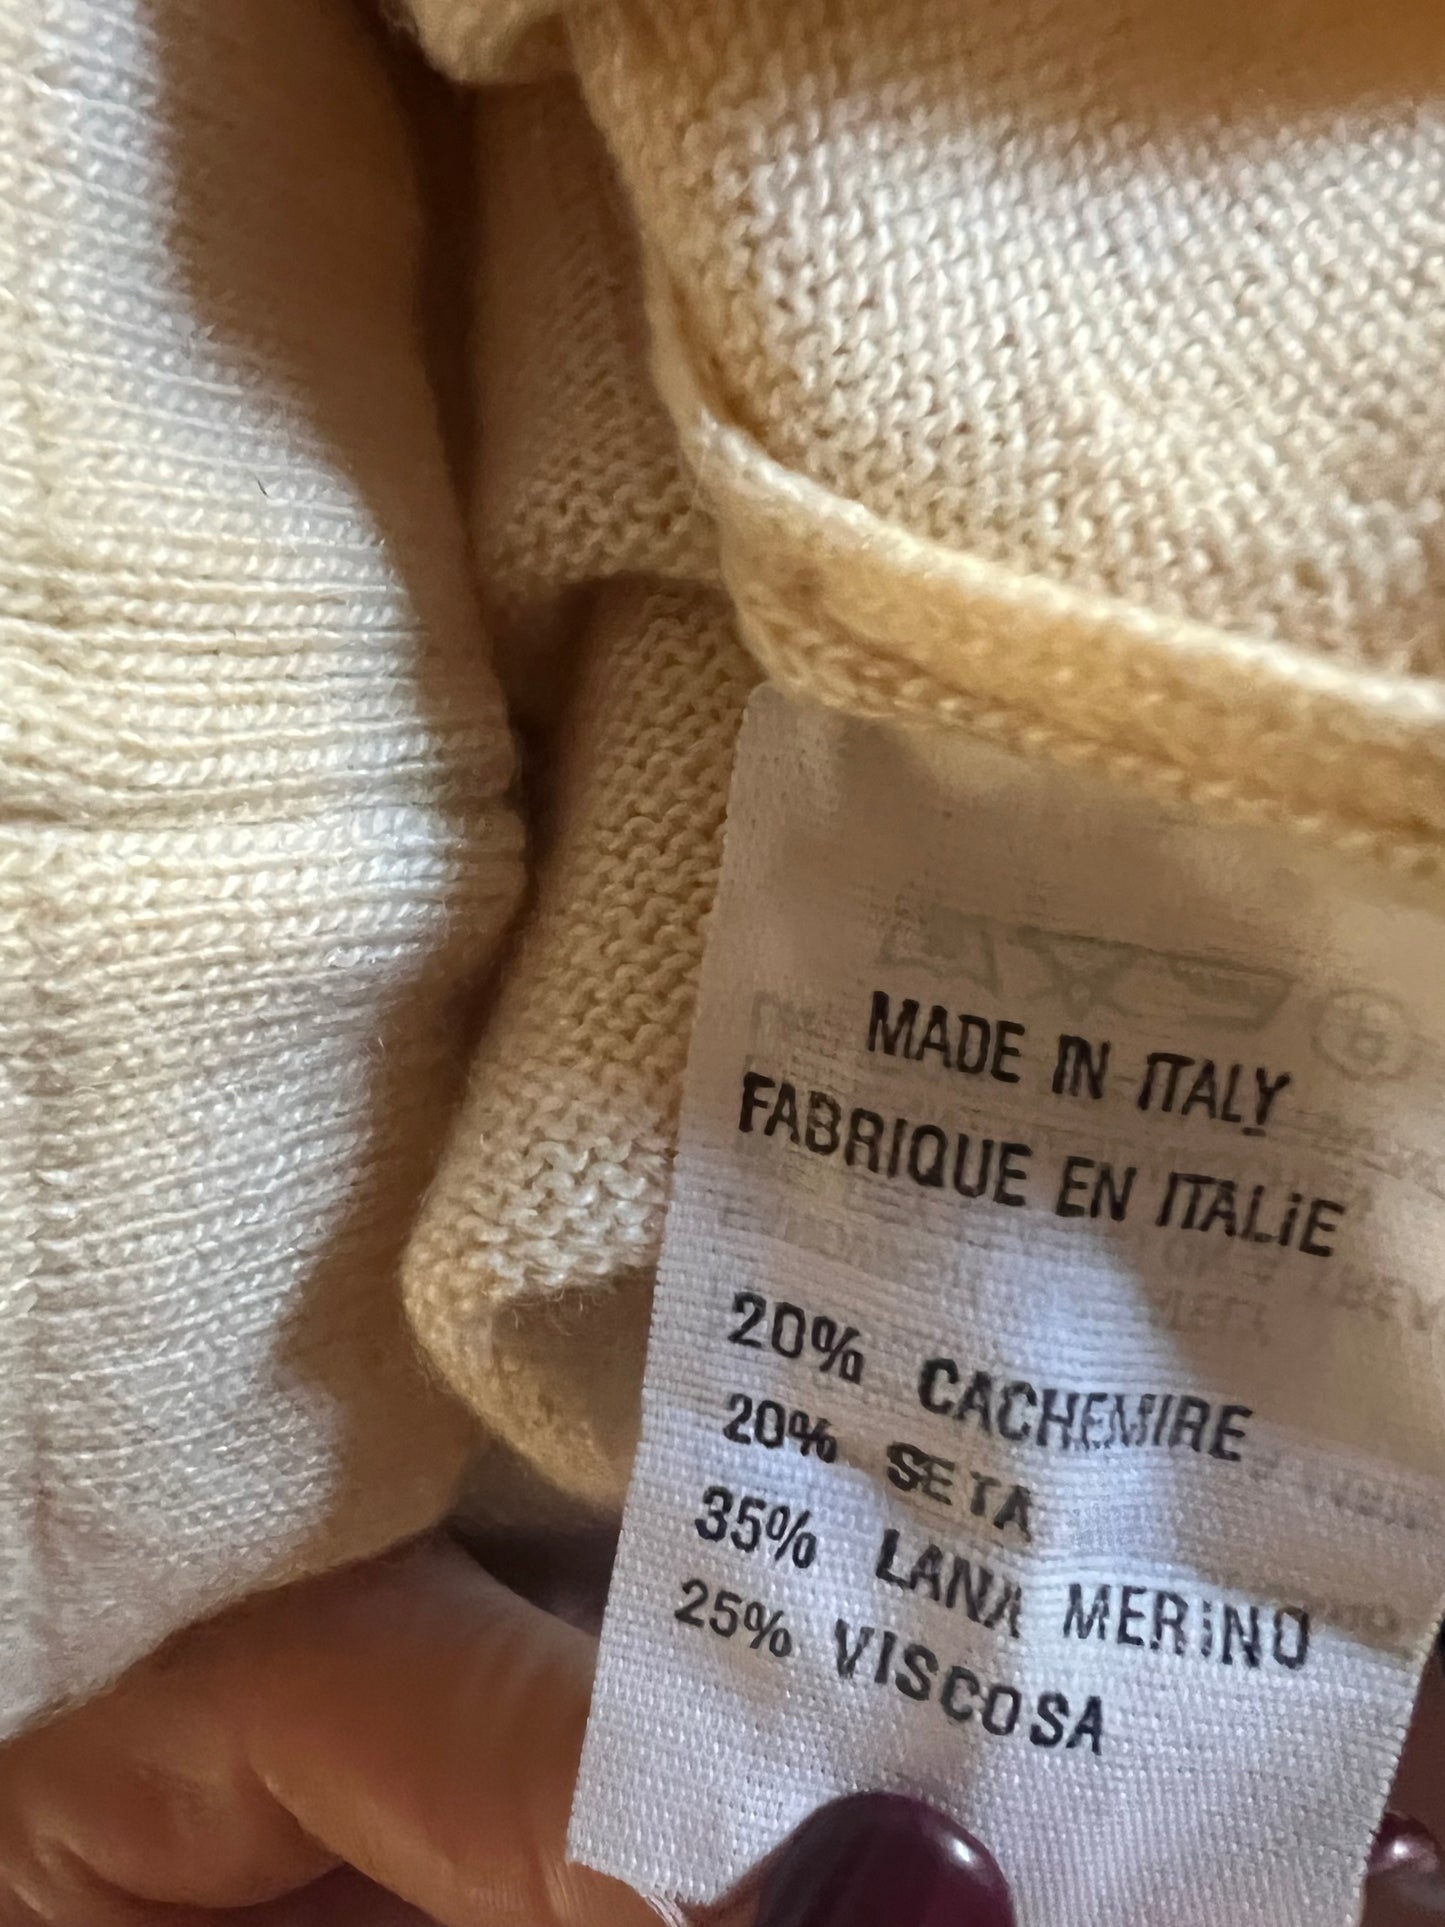 MADE IN ITALY
FABRIQUE EN ITALIE
20% CACHEMIRE
20% SETA
35% LANA MERINO
25% VISCOSA